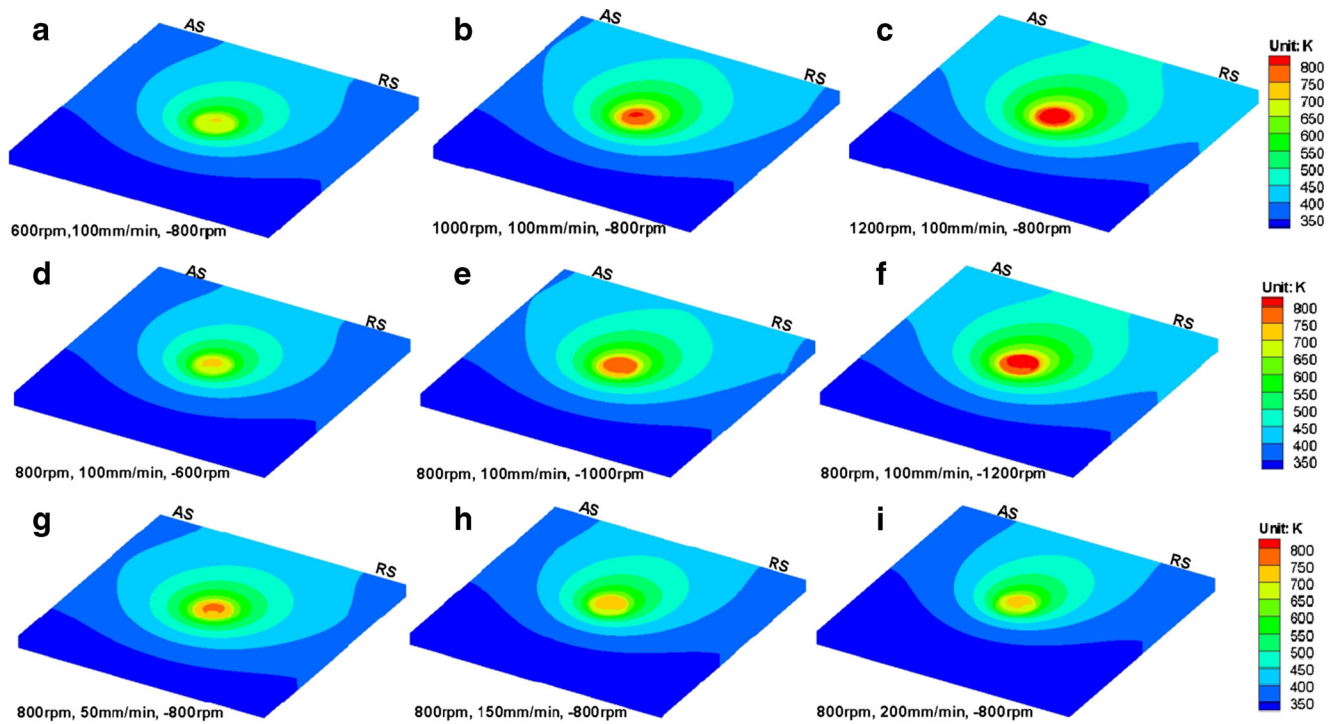 a
AS
RS
600rpm,100mm/min, -800rpm
b
AS
RS
1000rpm, 100mm/min, -800rpm
c
AS
RS
1200rpm, 100mm/min, -800rpm
Unit: K
800
750
700
650
600
550
500
450
400
350
d
AS
RS
800rpm, 100mm/min, -600rpm
e
AS
RS
800rpm, 100mm/min, -1000rpm
f
AS
RS
800rpm, 100mm/min, -1200rpm
Unit: K
800
750
700
650
600
550
500
450
400
350
g
AS
RS
800rpm, 50mm/min, -800rpm
h
AS
RS
800rpm, 150mm/min, -800rpm
i
AS
RS
800rpm, 200mm/min, -800rpm
Unit: K
800
750
700
650
600
550
500
450
400
350